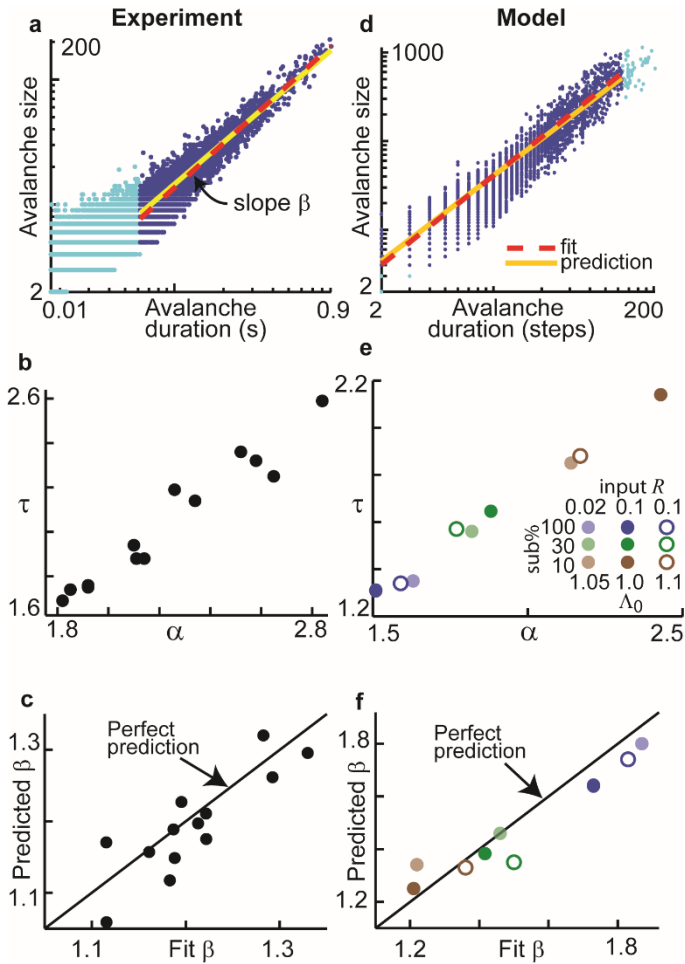 Experiment
Model
a
200
Avalanche size
slope β
2
0.01
Avalanche
duration (s)
0.9
d
1000
Avalanche size
fit
prediction
2
2
Avalanche
duration (steps)
200
b
2.6
τ
1.6
1.8
α
2.8
e
2.2
τ
input R
0.02 0.1 0.1
sub%
100
30
10
1.05 1.0 1.1
Λ0
1.2
1.5
α
2.5
c
Perfect
prediction
1.3
Predicted β
1.1
1.1
Fit β
1.3
f
Perfect
prediction
1.8
Predicted β
1.2
1.2
Fit β
1.8